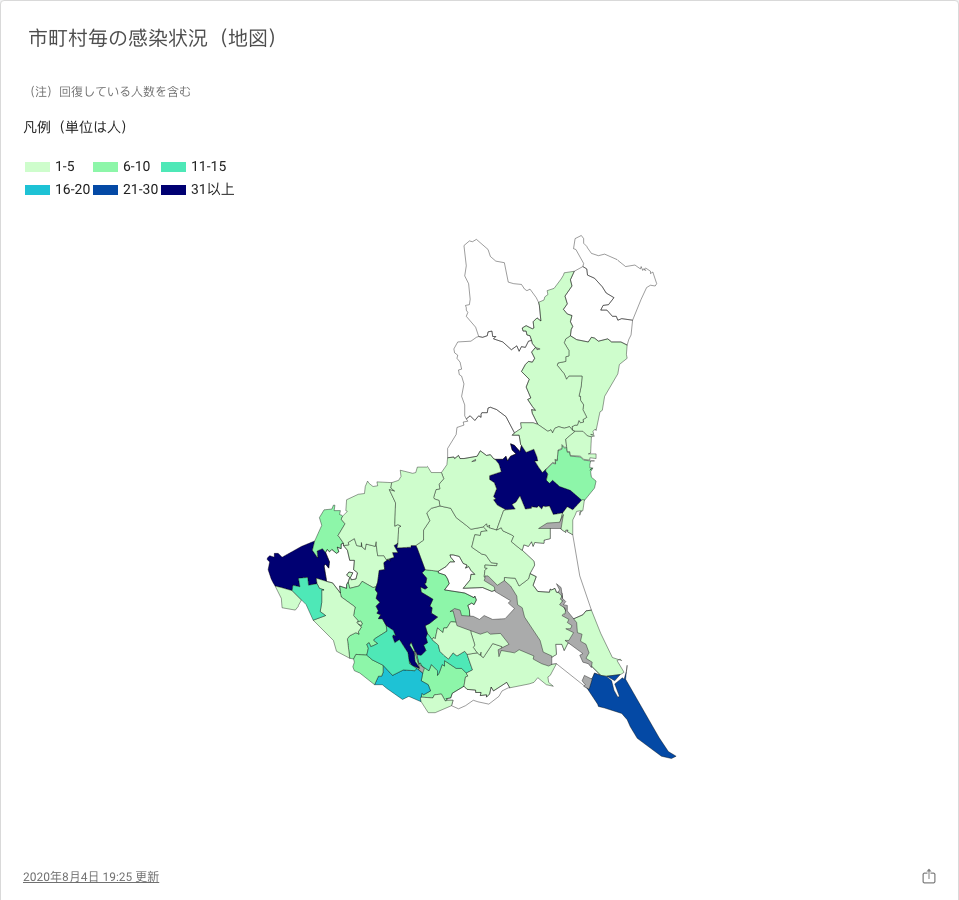 市町村毎の感染状況（地図）
（注）回復している人数を含む
凡例（単位は人）
1-5 6-10 11-15
16-20 21-30 31以上
2020年8月4日 19:25 更新